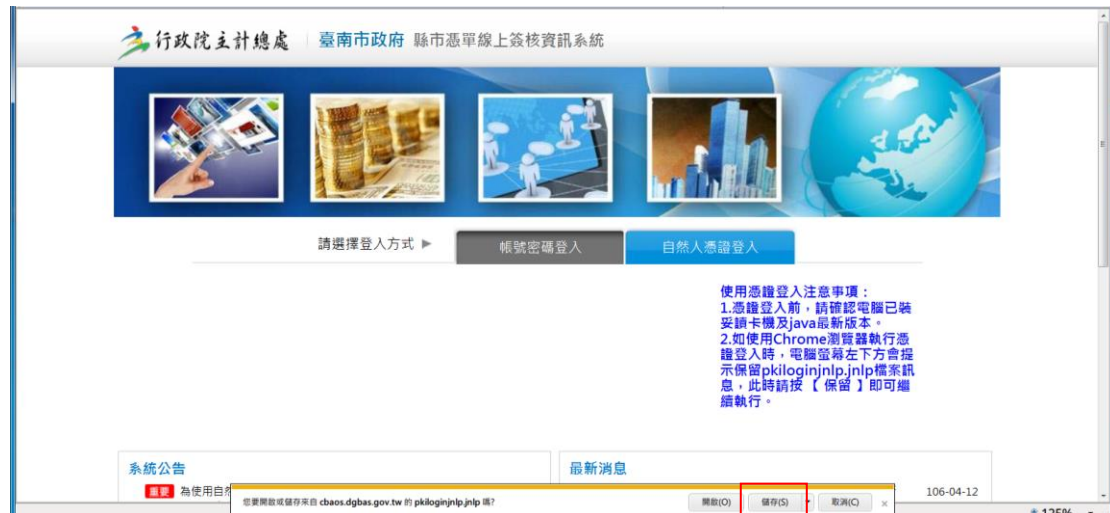 行政院主計總處 臺南市政府 縣市憑單線上簽核資訊系統
請選擇登入方式 ▶ 帳號密碼登入 自然人憑證登入
使用憑證登入注意事項：
1.憑證登入前，請確認電腦已裝
妥讀卡機及java最新版本。
2.如使用Chrome瀏覽器執行憑
證登入時，電腦螢幕左下方會提
示保留pkiloginjnlp.jnlp檔案訊
息，此時請按 【 保留 】即可繼
續執行。
系統公告 最新消息
重要 為使用自 106-04-12
您要開啟或儲存來自 cbaos.dgbas.gov.tw 的 pkiloginjnlp.jnlp 嗎? 開啟(O) 儲存(S) 取消(C) ×
125%